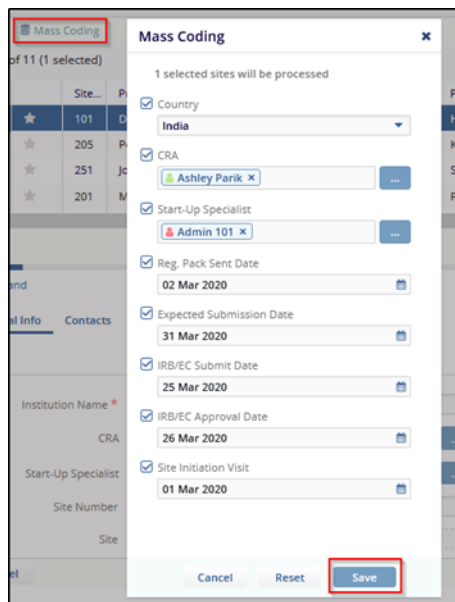 Mass Coding
Mass Coding ×
of 11 (1 selected)
1 selected sites will be processed
Site...
101
205
251
201
Country
India
CRA
Ashley Parik ×
...
Start-Up Specialist
Admin 101 ×
...
Reg. Pack Sent Date
02 Mar 2020
Expected Submission Date
31 Mar 2020
IRB/EC Submit Date
25 Mar 2020
IRB/EC Approval Date
26 Mar 2020
Site Initiation Visit
01 Mar 2020
Cancel Reset Save
and
al Info Contacts
Institution Name *
CRA
Start-Up Specialist
Site Number
Site
el